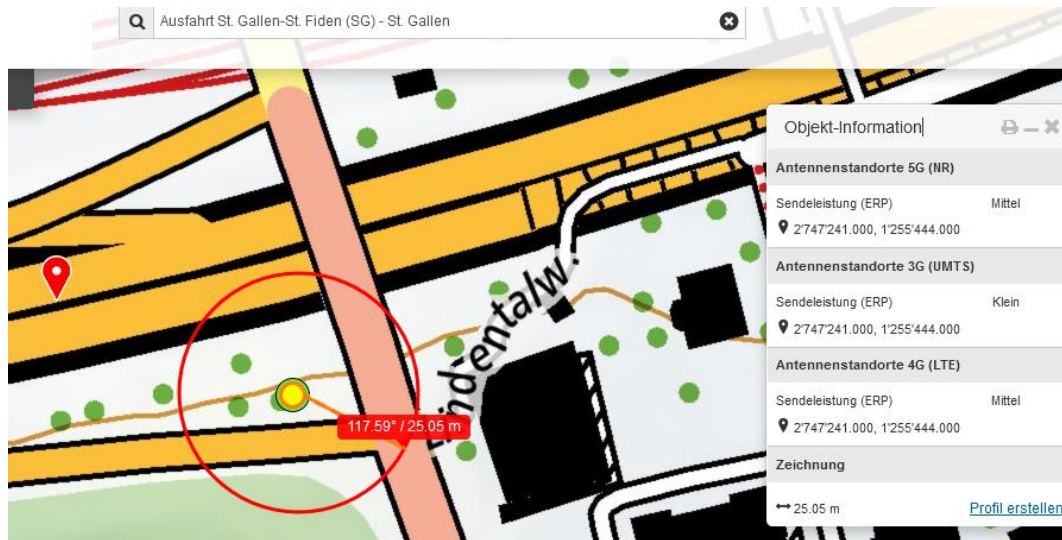 Ausfahrt St. Gallen-St. Fiden (SG) - St. Gallen
Objekt-Information
Antennenstandorte 5G (NR)
Sendeleistung (ERP) Mittel
2'747'241.000, 1'255'444.000
Antennenstandorte 3G (UMTS)
Sendeleistung (ERP) Klein
2'747'241.000, 1'255'444.000
Antennenstandorte 4G (LTE)
Sendeleistung (ERP) Mittel
2'747'241.000, 1'255'444.000
Zeichnung
25.05 m Profil erstellen
Lindentalw.
117.59° / 25.05 m